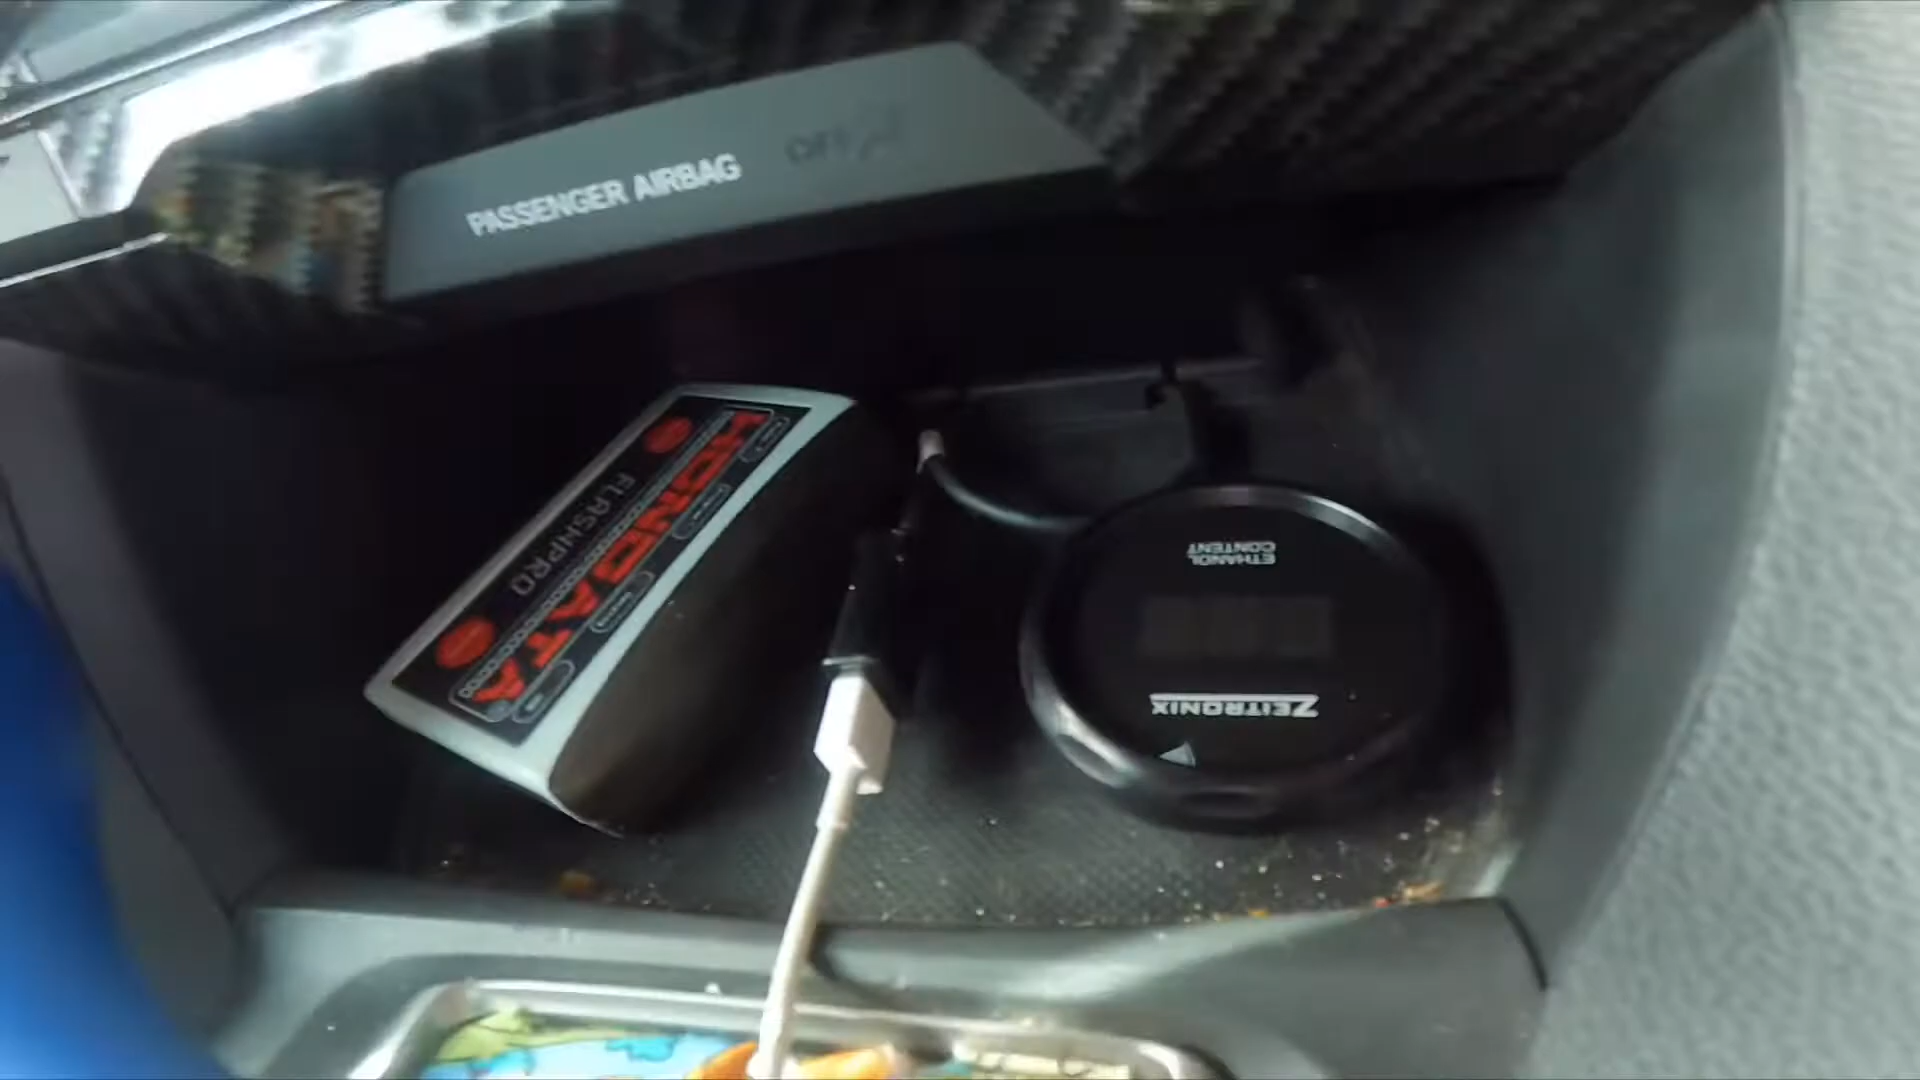 PASSENGER AIRBAG
HONDATA
FLASHPRO
ETHANOL
CONTENT
ZEITRONIX